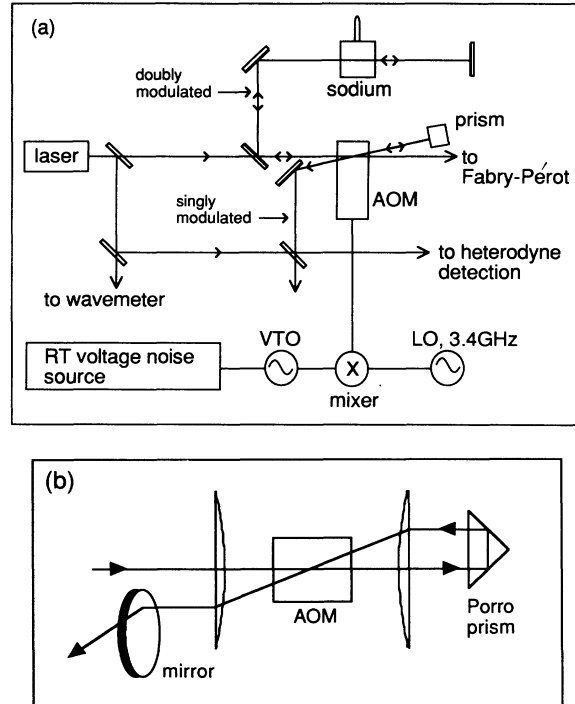 (a)
doubly
modulated
sodium
prism
laser
to
Fabry-Pérot
AOM
singly
modulated
to heterodyne
detection
to wavemeter
RT voltage noise
source
VTO
LO, 3.4GHz
X
mixer
(b)
AOM
Porro
prism
mirror